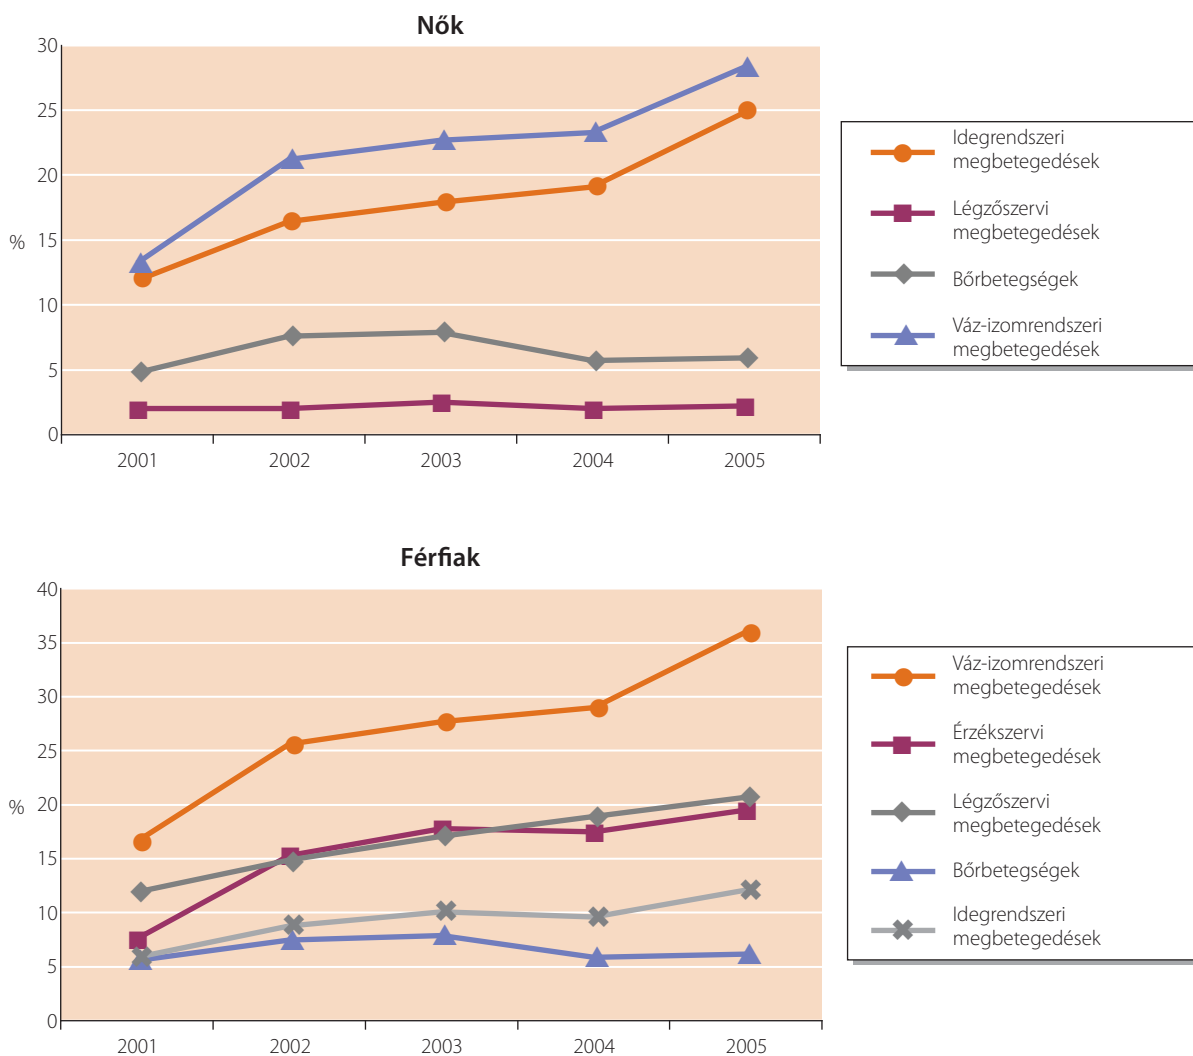 Nők
30
25
20
15
10
5
0
%
2001 2002 2003 2004 2005
Idegrendszeri
megbetegedések
Légzőszervi
megbetegedések
Bőrbetegségek
Váz-izomrendszeri
megbetegedések
Férfiak
40
35
30
25
20
15
10
5
0
%
2001 2002 2003 2004 2005
Váz-izomrendszeri
megbetegedések
Érzékszervi
megbetegedések
Légzőszervi
megbetegedések
Bőrbetegségek
Idegrendszeri
megbetegedések